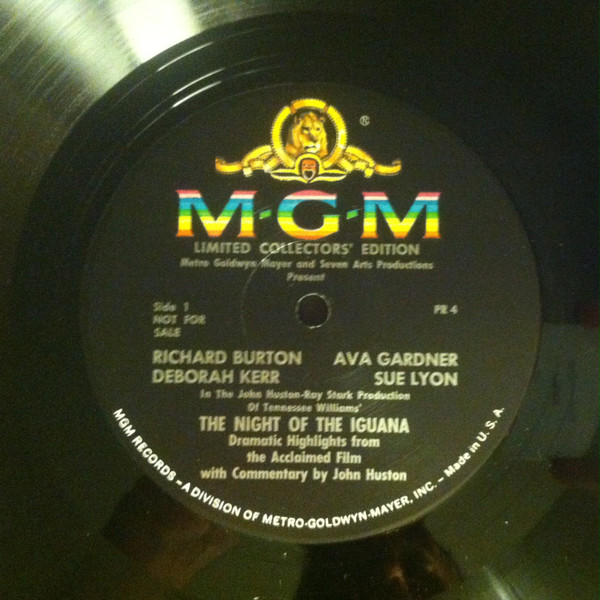 ®
M-G-M
LIMITED COLLECTORS' EDITION
Metro Goldwyn Mayer and Seven Arts Productions
Present
Side 1 PR 4
NOT FOR
SALE
RICHARD BURTON AVA GARDNER
DEBORAH KERR SUE LYON
In The John Huston-Ray Stark Production
Of Tennessee Williams'
THE NIGHT OF THE IGUANA
Dramatic Highlights from
the Acclaimed Film
with Commentary by John Huston
MGM RECORDS – A DIVISION OF METRO-GOLDWYN-MAYER, INC. – Made in U.S.A.